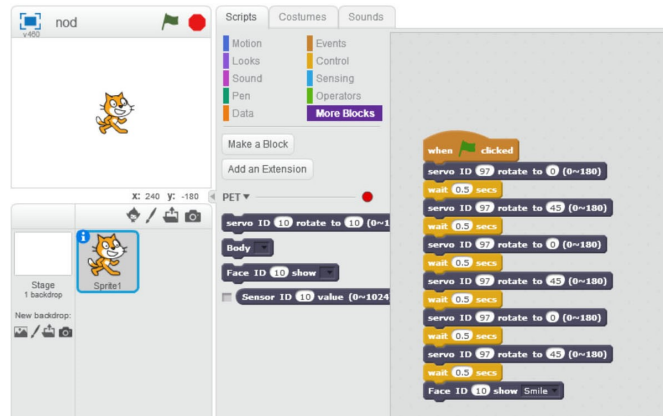 nod
v460
X: 240 y: -180
Stage
1 backdrop
New backdrop:
Sprite1
Scripts Costumes Sounds
Motion Events
Looks Control
Sound Sensing
Pen Operators
Data More Blocks
Make a Block
Add an Extension
PET
servo ID 10 rotate to 10 (0~1
Body
Face ID 10 show
Sensor ID 10 value (0~1024
when clicked
servo ID 97 rotate to 0 (0~180)
wait 0.5 secs
servo ID 97 rotate to 45 (0~180)
wait 0.5 secs
servo ID 97 rotate to 0 (0~180)
wait 0.5 secs
servo ID 97 rotate to 45 (0~180)
wait 0.5 secs
servo ID 97 rotate to 0 (0~180)
wait 0.5 secs
servo ID 97 rotate to 45 (0~180)
wait 0.5 secs
Face ID 10 show Smile